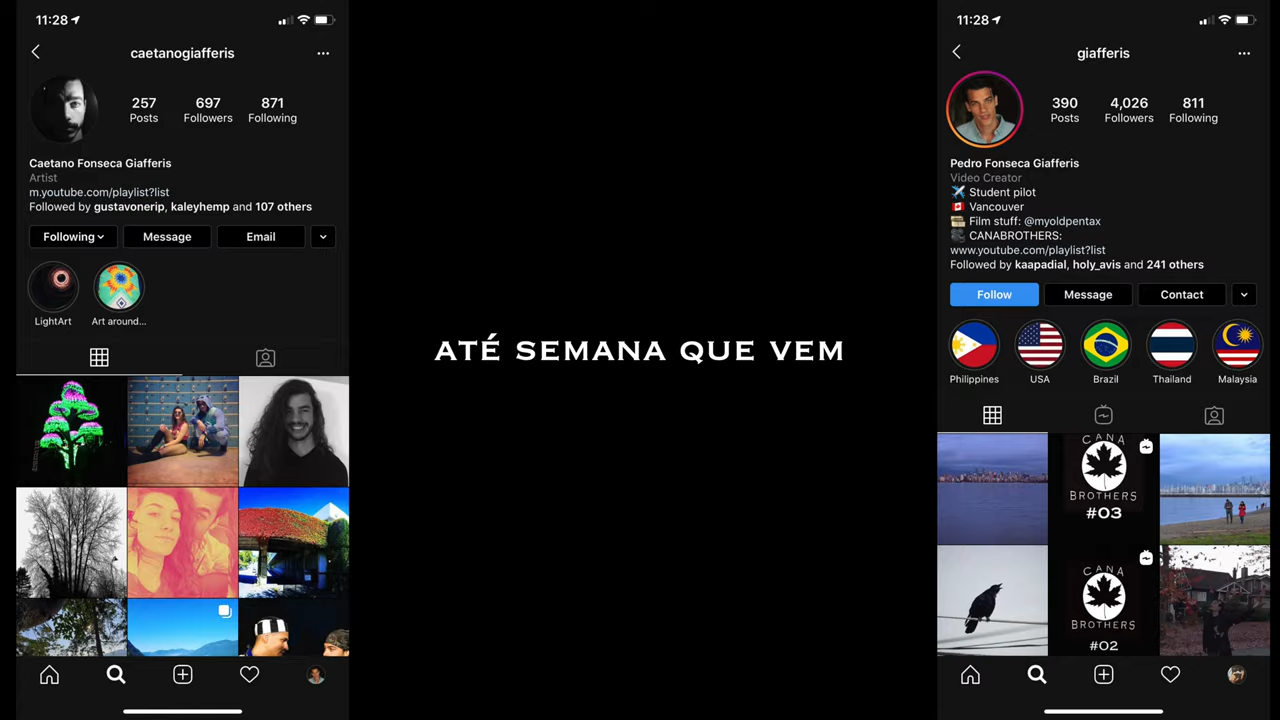 11:28
caetanogiafferis
257 697 871
Posts Followers Following
Caetano Fonseca Giafferis
Artist
m.youtube.com/playlist?list
Followed by gustavonerip, kaleyhemp and 107 others
Following Message Email
LightArt Art around...
ATÉ SEMANA QUE VEM
11:28
giafferis
390 4,026 811
Posts Followers Following
Pedro Fonseca Giafferis
Video Creator
Student pilot
Vancouver
Film stuff: @myoldpentax
CANABROTHERS:
www.youtube.com/playlist?list
Followed by kaapadial, holy_avis and 241 others
Follow Message Contact
Philippines USA Brazil Thailand Malaysia
CANA
BROTHERS
#03
CANA
BROTHERS
#02